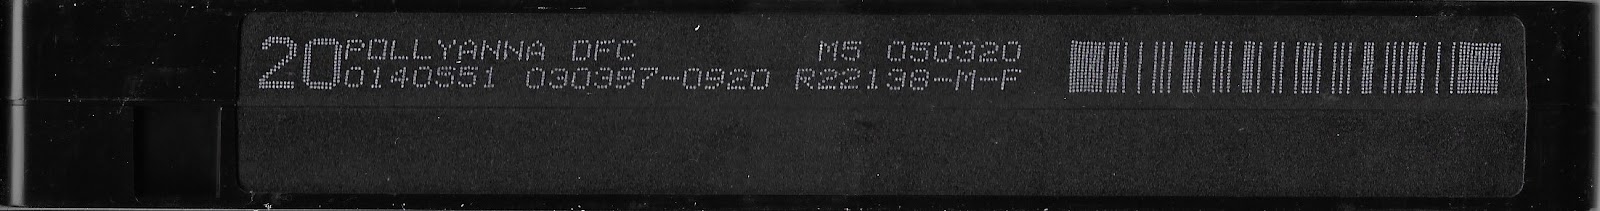 20 POLLYANNA DFC M5 050320
0140551 030397-0920 R22138-M-F